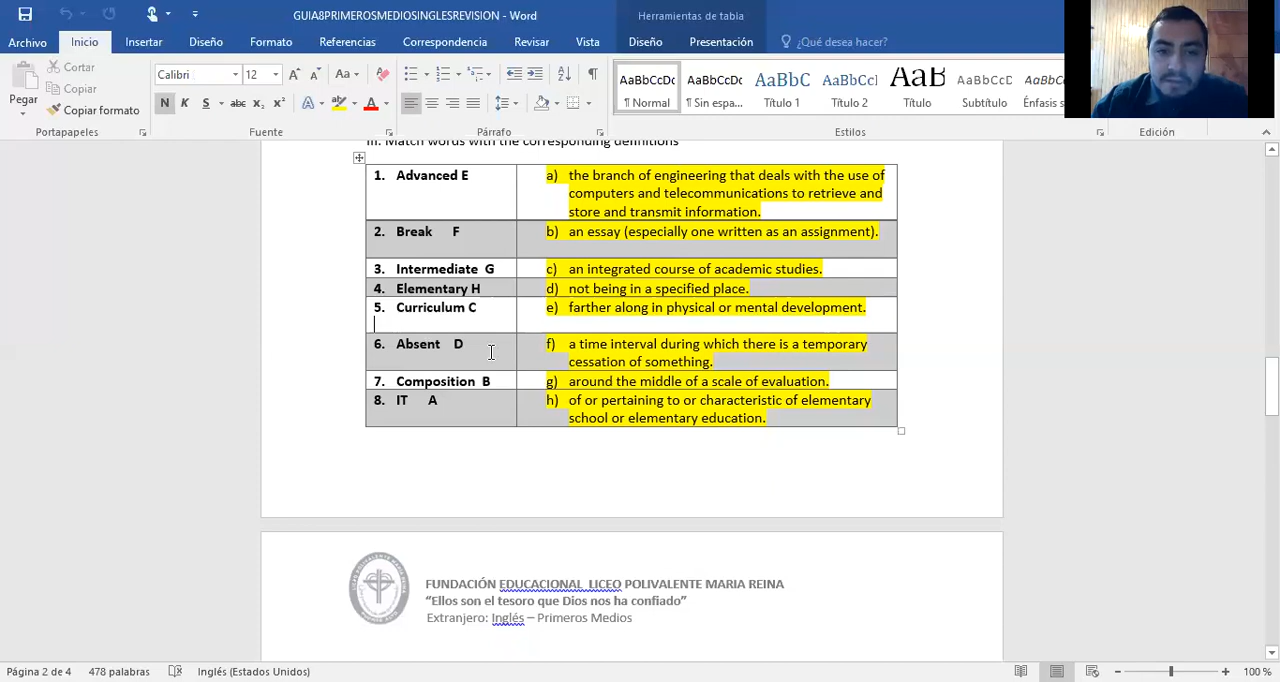 GUIA8PRIMEROSMEDIOSINGLESREVISION - Word
Herramientas de tabla
Archivo Inicio Insertar Diseño Formato Referencias Correspondencia Revisar Vista Diseño Presentación ¿Qué desea hacer?
Pegar
Cortar
Copiar
Copiar formato
Portapapeles
Calibri 12
N K S abc x₂ x²
Fuente
Párrafo
AaBbCcDc AaBbCcDc AaBbC AaBbCcI AaB AaBbCcD AaBbCcD
¶ Normal ¶ Sin espa... Título 1 Título 2 Título Subtítulo Énfasis s
Estilos
Edición
III. Match words with the corresponding definitions
1. Advanced E
a) the branch of engineering that deals with the use of
computers and telecommunications to retrieve and
store and transmit information.
2. Break F
b) an essay (especially one written as an assignment).
3. Intermediate G
c) an integrated course of academic studies.
4. Elementary H
d) not being in a specified place.
5. Curriculum C
e) farther along in physical or mental development.
6. Absent D
f) a time interval during which there is a temporary
cessation of something.
7. Composition B
g) around the middle of a scale of evaluation.
8. IT A
h) of or pertaining to or characteristic of elementary
school or elementary education.
FUNDACIÓN EDUCACIONAL LICEO POLIVALENTE MARIA REINA
“Ellos son el tesoro que Dios nos ha confiado”
Extranjero: Inglés – Primeros Medios
Página 2 de 4 478 palabras Inglés (Estados Unidos) 100 %